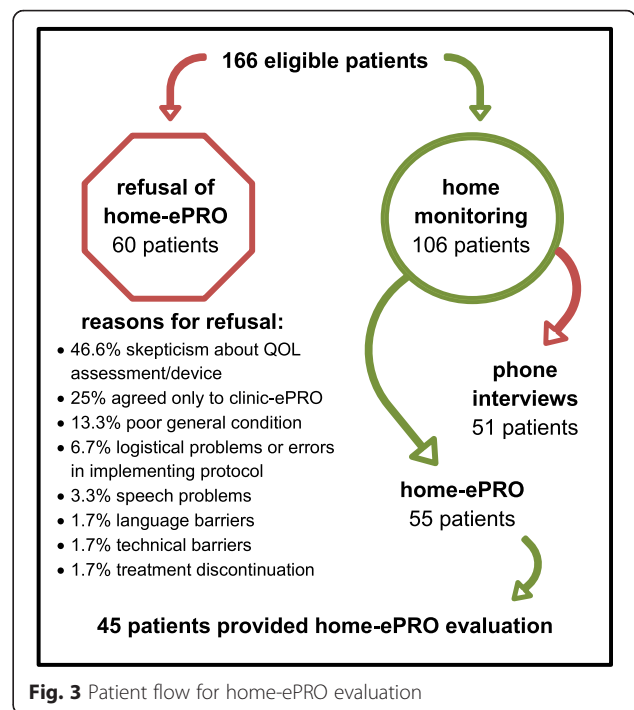 166 eligible patients
refusal of
home-ePRO
60 patients
home
monitoring
106 patients
reasons for refusal:
• 46.6% skepticism about QOL
assessment/device
• 25% agreed only to clinic-ePRO
• 13.3% poor general condition
• 6.7% logistical problems or errors
in implementing protocol
• 3.3% speech problems
• 1.7% language barriers
• 1.7% technical barriers
• 1.7% treatment discontinuation
phone
interviews
51 patients
home-ePRO
55 patients
45 patients provided home-ePRO evaluation
Fig. 3 Patient flow for home-ePRO evaluation